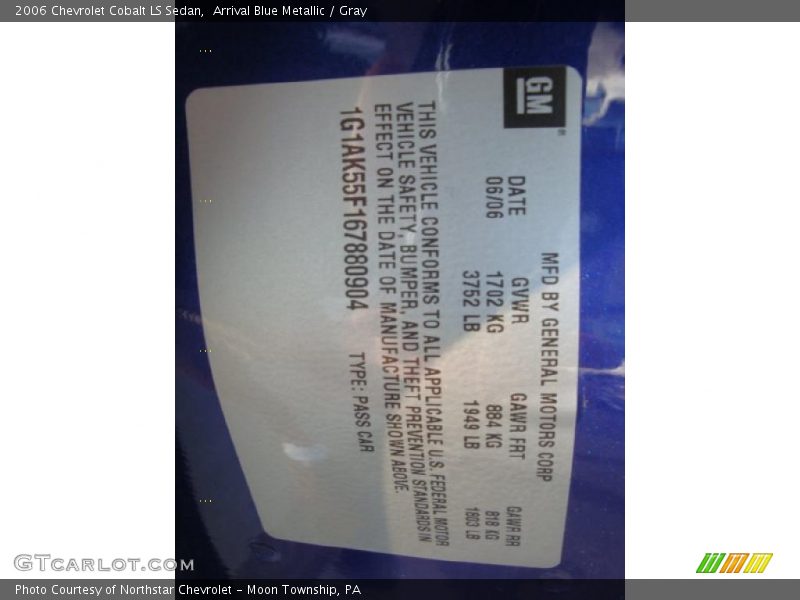 2006 Chevrolet Cobalt LS Sedan,  Arrival Blue Metallic / Gray
GM
®
MFD BY GENERAL MOTORS CORP
DATE GVWR GAWR FRT GAWR RR
06/06 1702 KG 884 KG 818 KG
3752 LB 1949 LB 1803 LB
THIS VEHICLE CONFORMS TO ALL APPLICABLE U.S. FEDERAL MOTOR
VEHICLE SAFETY, BUMPER, AND THEFT PREVENTION STANDARDS IN
EFFECT ON THE DATE OF MANUFACTURE SHOWN ABOVE.
1G1AK55F167880904 TYPE: PASS CAR
GTCARLOT.COM
Photo Courtesy of Northstar Chevrolet – Moon Township, PA